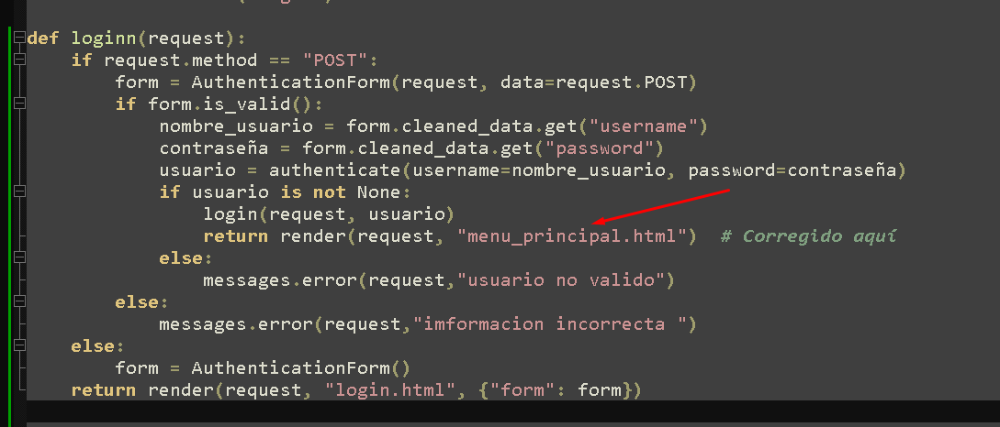 def loginn(request):
    if request.method == "POST":
        form = AuthenticationForm(request, data=request.POST)
        if form.is_valid():
            nombre_usuario = form.cleaned_data.get("username")
            contraseña = form.cleaned_data.get("password")
            usuario = authenticate(username=nombre_usuario, password=contraseña)
            if usuario is not None:
                login(request, usuario)
                return render(request, "menu_principal.html")  # Corregido aquí
            else:
                messages.error(request,"usuario no valido")
        else:
            messages.error(request,"imformacion incorrecta ")
    else:
        form = AuthenticationForm()
    return render(request, "login.html", {"form": form})